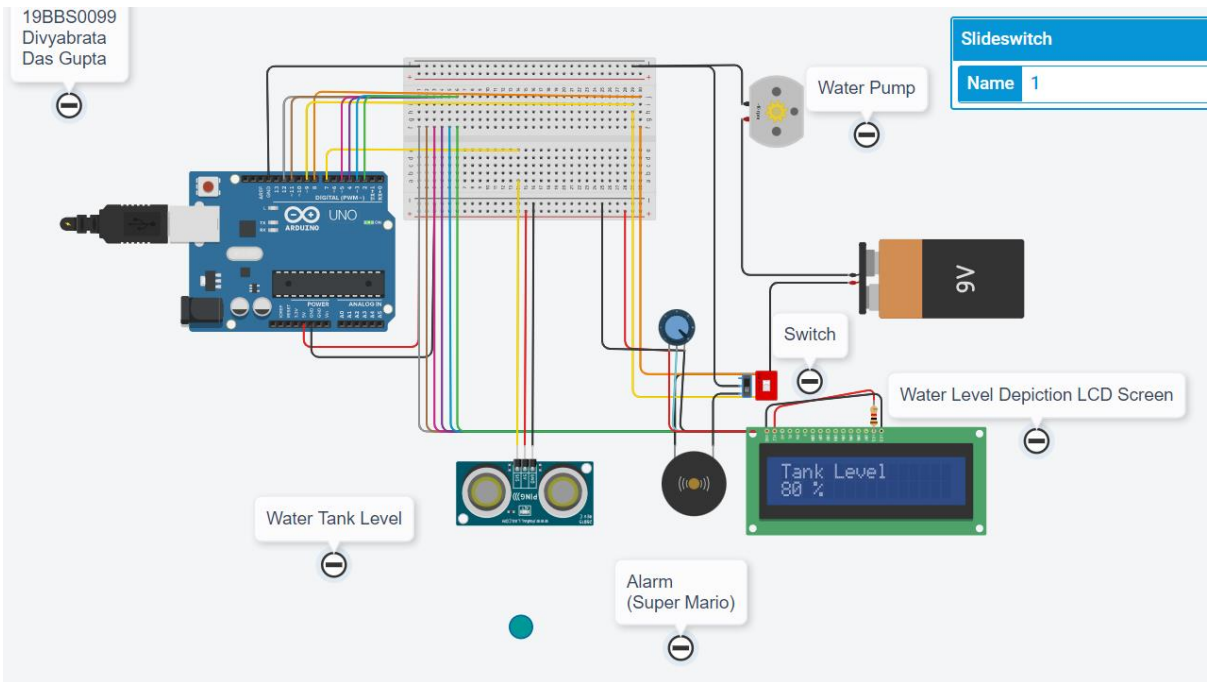 19BBS0099
Divyabrata
Das Gupta
Slideswitch
Name 1
Water Pump
DIGITAL (PWM~)
UNO
ARDUINO
ON
POWER
ANALOG IN
9V
Switch
Water Level Depiction LCD Screen
Tank Level
80 %
PING)))
Water Tank Level
Alarm
(Super Mario)